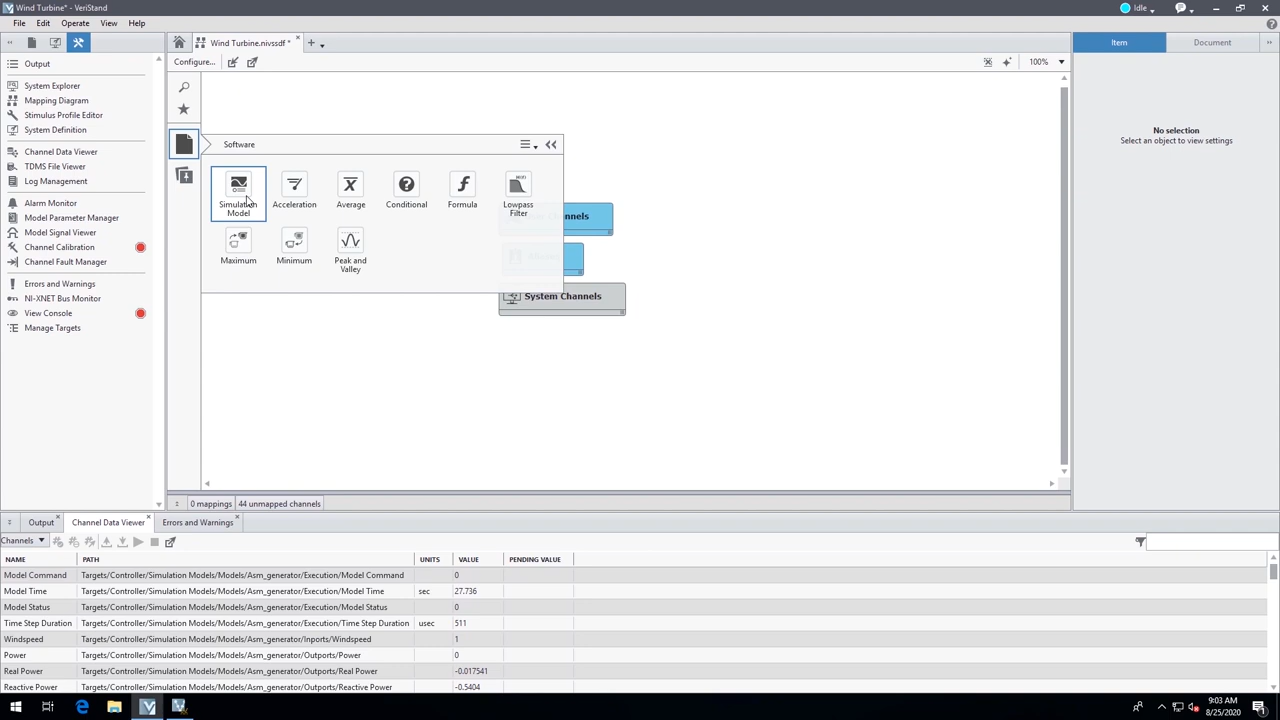 Wind Turbine* - VeriStand
Idle
File Edit Operate View Help
Wind Turbine.nivssdf *
Item Document
Configure...
100%
Output
System Explorer
Mapping Diagram
Stimulus Profile Editor
System Definition
Channel Data Viewer
TDMS File Viewer
Log Management
Alarm Monitor
Model Parameter Manager
Model Signal Viewer
Channel Calibration
Channel Fault Manager
Errors and Warnings
NI-XNET Bus Monitor
View Console
Manage Targets
Software
Simulation Model
Acceleration
Average
Conditional
Formula
Lowpass Filter
Maximum
Minimum
Peak and Valley
System Channels
No selection
Select an object to view settings
0 mappings 44 unmapped channels
Output Channel Data Viewer Errors and Warnings
Channels
NAME PATH UNITS VALUE PENDING VALUE
Model Command Targets/Controller/Simulation Models/Models/Asm_generator/Execution/Model Command 0
Model Time Targets/Controller/Simulation Models/Models/Asm_generator/Execution/Model Time sec 27.736
Model Status Targets/Controller/Simulation Models/Models/Asm_generator/Execution/Model Status 0
Time Step Duration Targets/Controller/Simulation Models/Models/Asm_generator/Execution/Time Step Duration usec 511
Windspeed Targets/Controller/Simulation Models/Models/Asm_generator/Inports/Windspeed 1
Power Targets/Controller/Simulation Models/Models/Asm_generator/Outports/Power 0
Real Power Targets/Controller/Simulation Models/Models/Asm_generator/Outports/Real Power -0.017541
Reactive Power Targets/Controller/Simulation Models/Models/Asm_generator/Outports/Reactive Power -0.5404
9:03 AM
8/25/2020